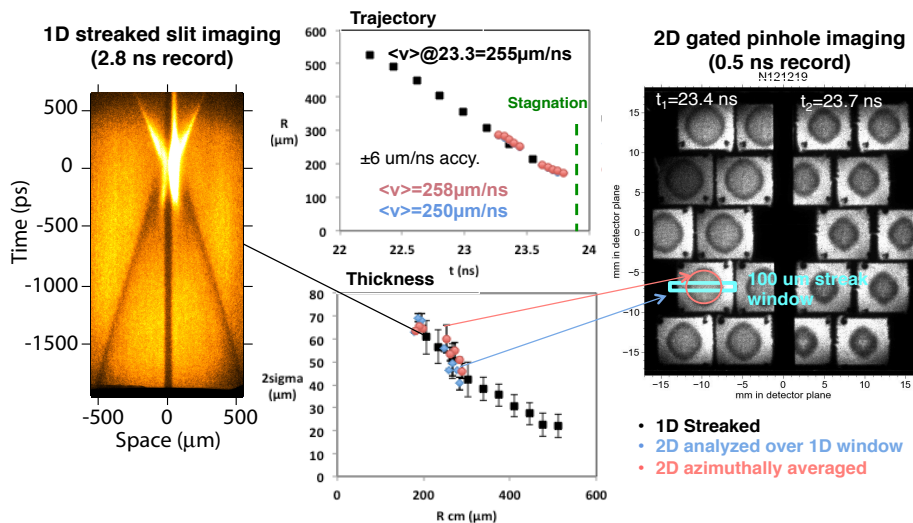 1D streaked slit imaging
(2.8 ns record)
500
0
-500
-1000
-1500
Time (ps)
-500
0
500
Space (µm)
Trajectory
600
500
400
300
200
100
0
R
(µm)
<v>@23.3=255µm/ns
Stagnation
±6 um/ns accy.
<v>=258µm/ns
<v>=250µm/ns
22
22.5
23
23.5
24
t (ns)
Thickness
80
70
60
50
40
30
20
10
0
2sigma
(µm)
0
200
400
600
R cm (µm)
2D gated pinhole imaging
(0.5 ns record)
N121219
t1=23.4 ns
t2=23.7 ns
15
10
5
0
−5
−10
−15
mm in detector plane
100 um streak
window
−15
−10
−5
0
5
10
15
mm in detector plane
• 1D Streaked
• 2D analyzed over 1D window
• 2D azimuthally averaged